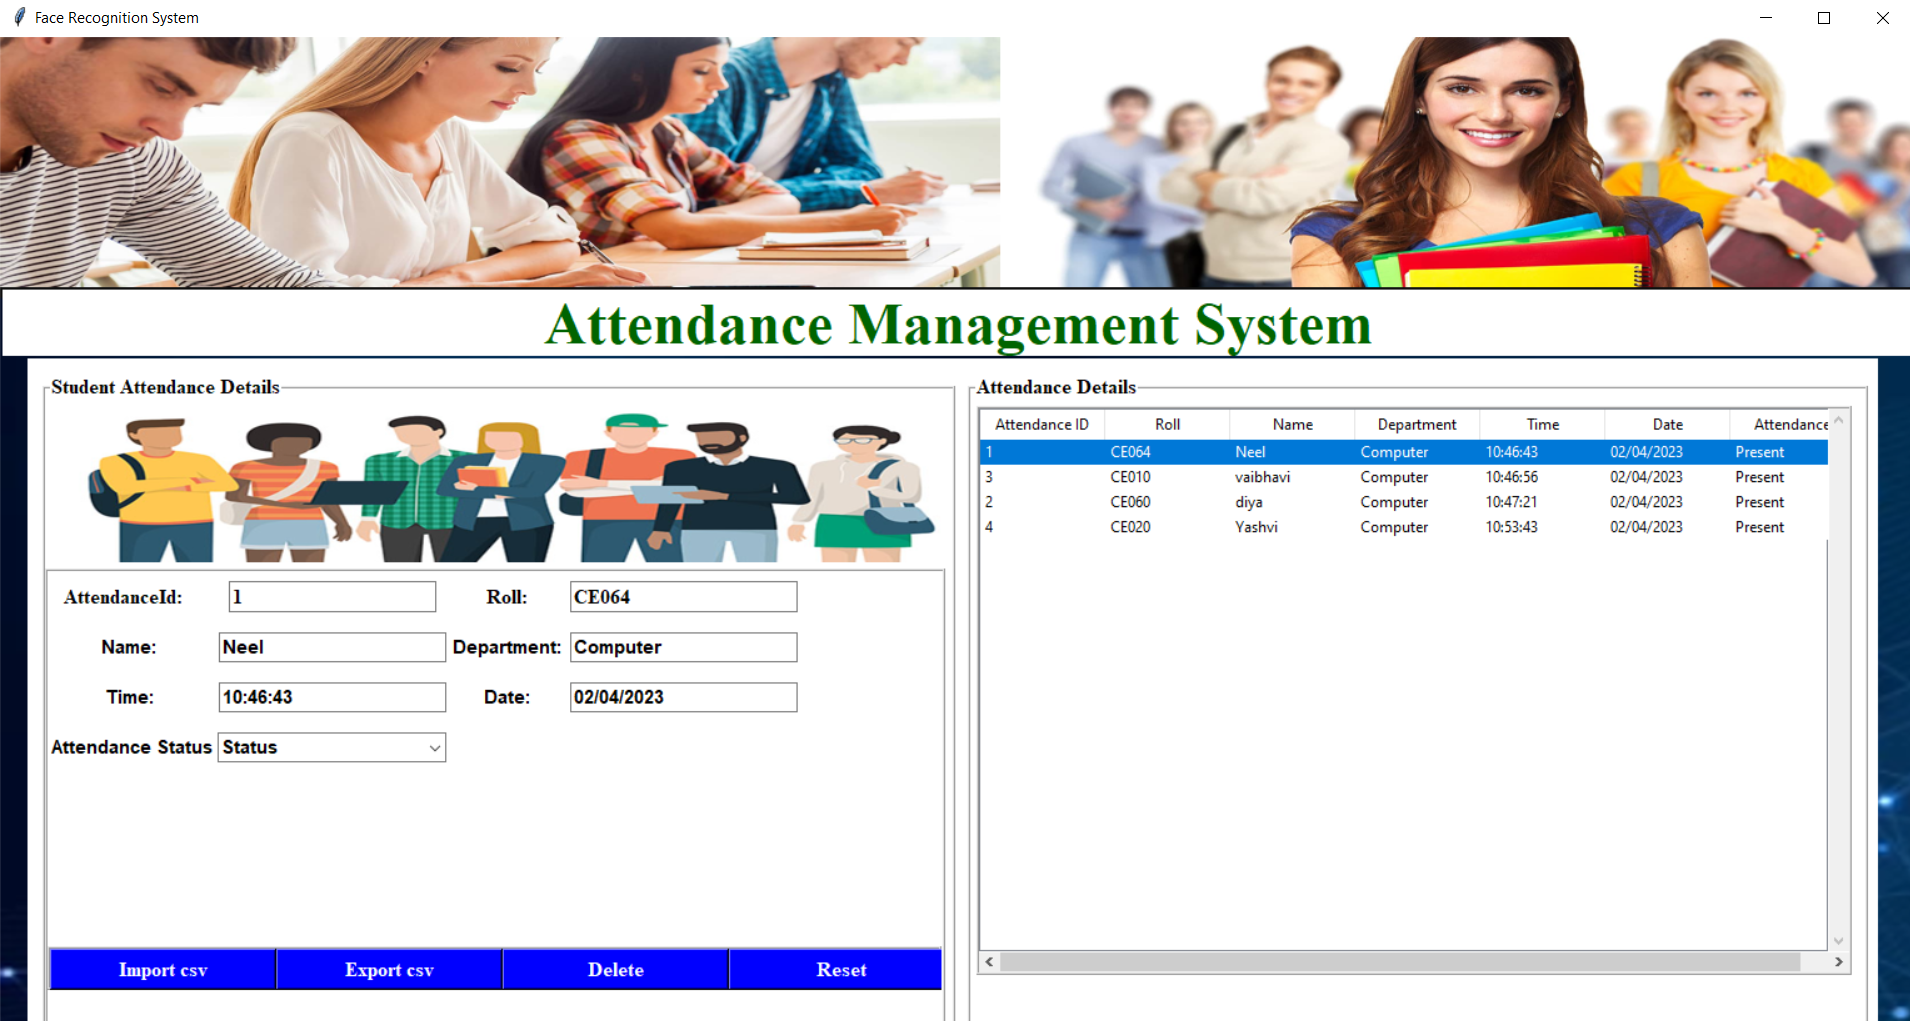 Face Recognition System
Attendance Management System
Student Attendance Details
AttendanceId: 1 Roll: CE064
Name: Neel Department: Computer
Time: 10:46:43 Date: 02/04/2023
Attendance Status Status
Import csv Export csv Delete Reset
Attendance Details
Attendance ID Roll Name Department Time Date Attendance
1 CE064 Neel Computer 10:46:43 02/04/2023 Present
3 CE010 vaibhavi Computer 10:46:56 02/04/2023 Present
2 CE060 diya Computer 10:47:21 02/04/2023 Present
4 CE020 Yashvi Computer 10:53:43 02/04/2023 Present